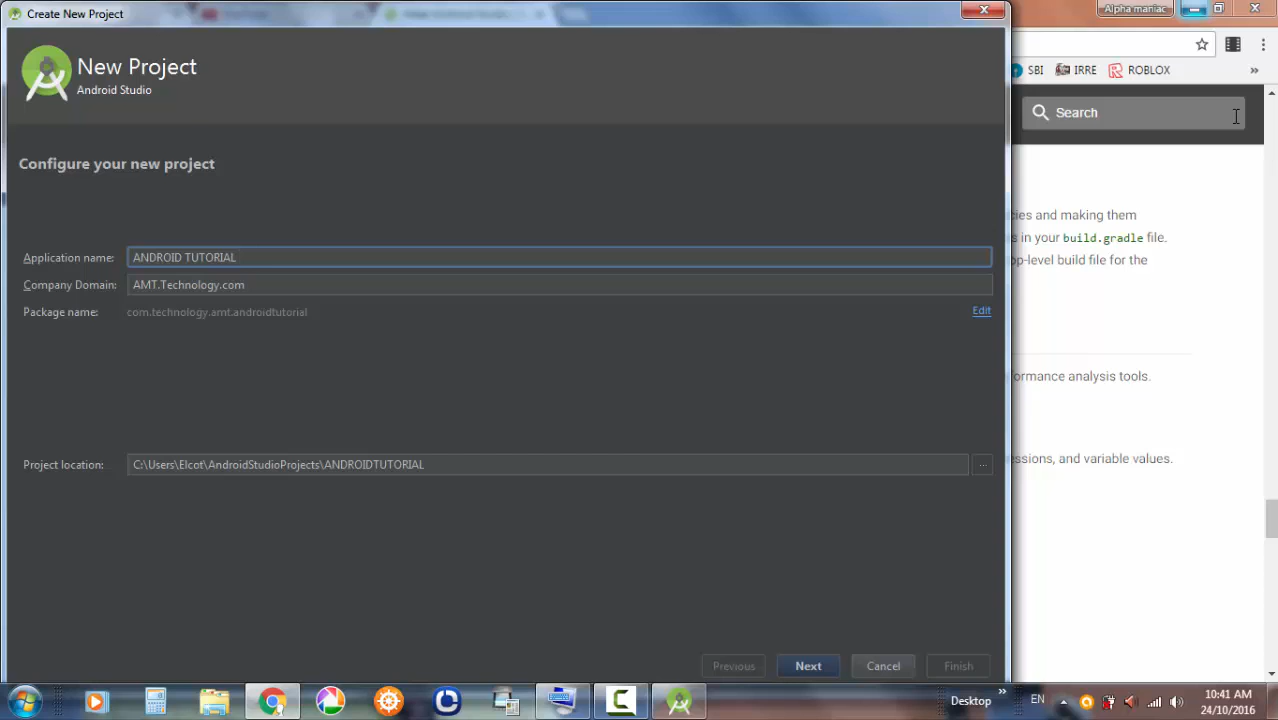 Create New Project
Alpha maniac
New Project
Android Studio
SBI
IRRE
ROBLOX
»
Search
Configure your new project
Application name:
ANDROID TUTORIAL
Company Domain:
AMT.Technology.com
Package name:
com.technology.amt.androidtutorial
Edit
cies and making them
s in your build.gradle file.
op-level build file for the
ormance analysis tools.
essions, and variable values.
Project location:
C:\Users\Elcot\AndroidStudioProjects\ANDROIDTUTORIAL
...
Previous
Next
Cancel
Finish
Desktop
»
EN
10:41 AM
24/10/2016